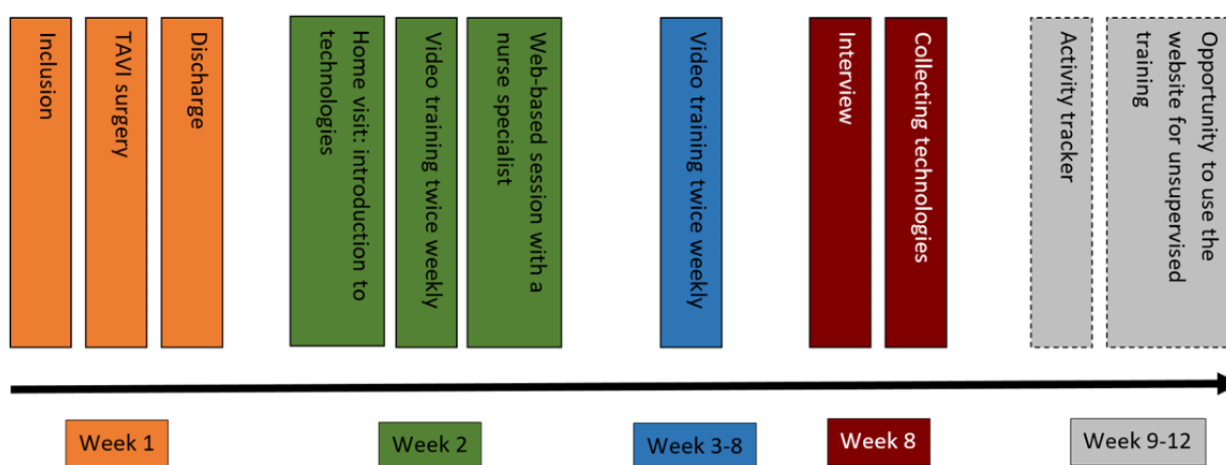 Inclusion
TAVI surgery
Discharge
Home visit: introduction to
technologies
Video training twice weekly
Web-based session with a
nurse specialist
Video training twice weekly
Interview
Collecting technologies
Activity tracker
Opportunity to use the
website for unsupervised
training
Week 1
Week 2
Week 3-8
Week 8
Week 9-12